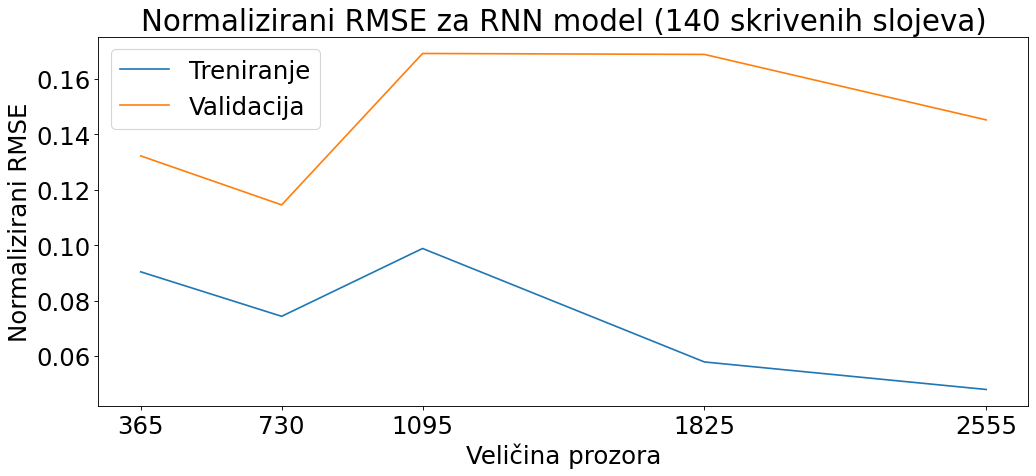 Normalizirani RMSE za RNN model (140 skrivenih slojeva)
Treniranje
Validacija
Normalizirani RMSE
0.16
0.14
0.12
0.10
0.08
0.06
365 730 1095 1825 2555
Veličina prozora